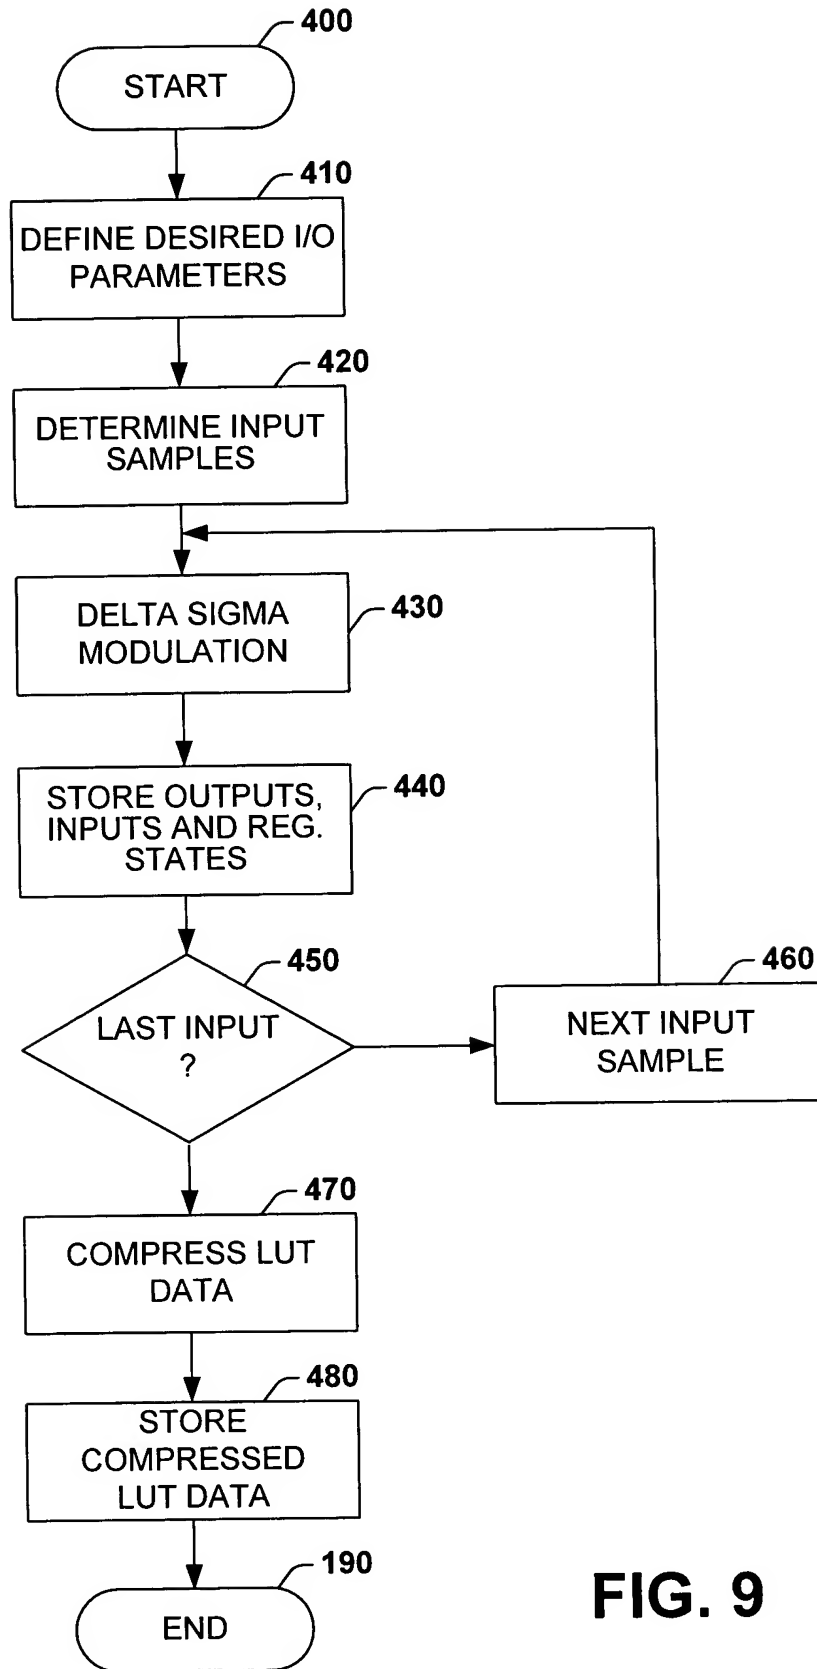 400
START
410
DEFINE DESIRED I/O
PARAMETERS
420
DETERMINE INPUT
SAMPLES
DELTA SIGMA
MODULATION
430
STORE OUTPUTS,
INPUTS AND REG.
STATES
440
450
LAST INPUT
?
460
NEXT INPUT
SAMPLE
470
COMPRESS LUT
DATA
480
STORE
COMPRESSED
LUT DATA
190
END
FIG. 9